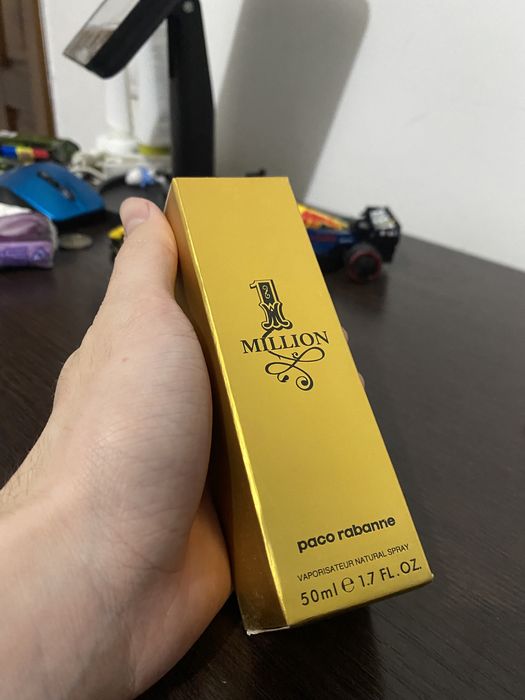 1
MILLION
paco rabanne
VAPORISATEUR NATURAL SPRAY
50ml ℮ 1.7 FL. OZ.